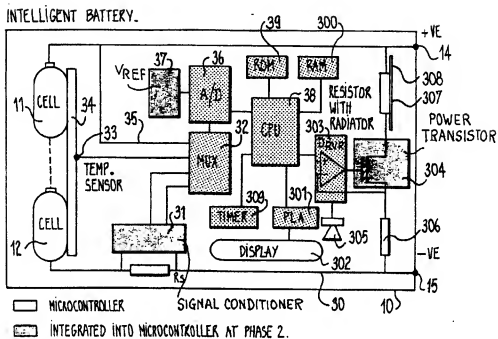 INTELLIGENT BATTERY.
39
300
+VE
37
36
ROM
RAM
14
VREF
A/D
38
308
11
CELL
34
RESISTOR
WITH
RADIATOR
307
33
35
32
CPU
303
POWER
TRANSISTOR
TEMP.
SENSOR
MUX
DRVR
304
CELL
31
TIMER
309
301
PLA
306
12
305
-VE
DISPLAY
302
RS
30
15
MICROCONTROLLER
SIGNAL CONDITIONER
10
INTEGRATED INTO MICROCONTROLLER AT PHASE 2.